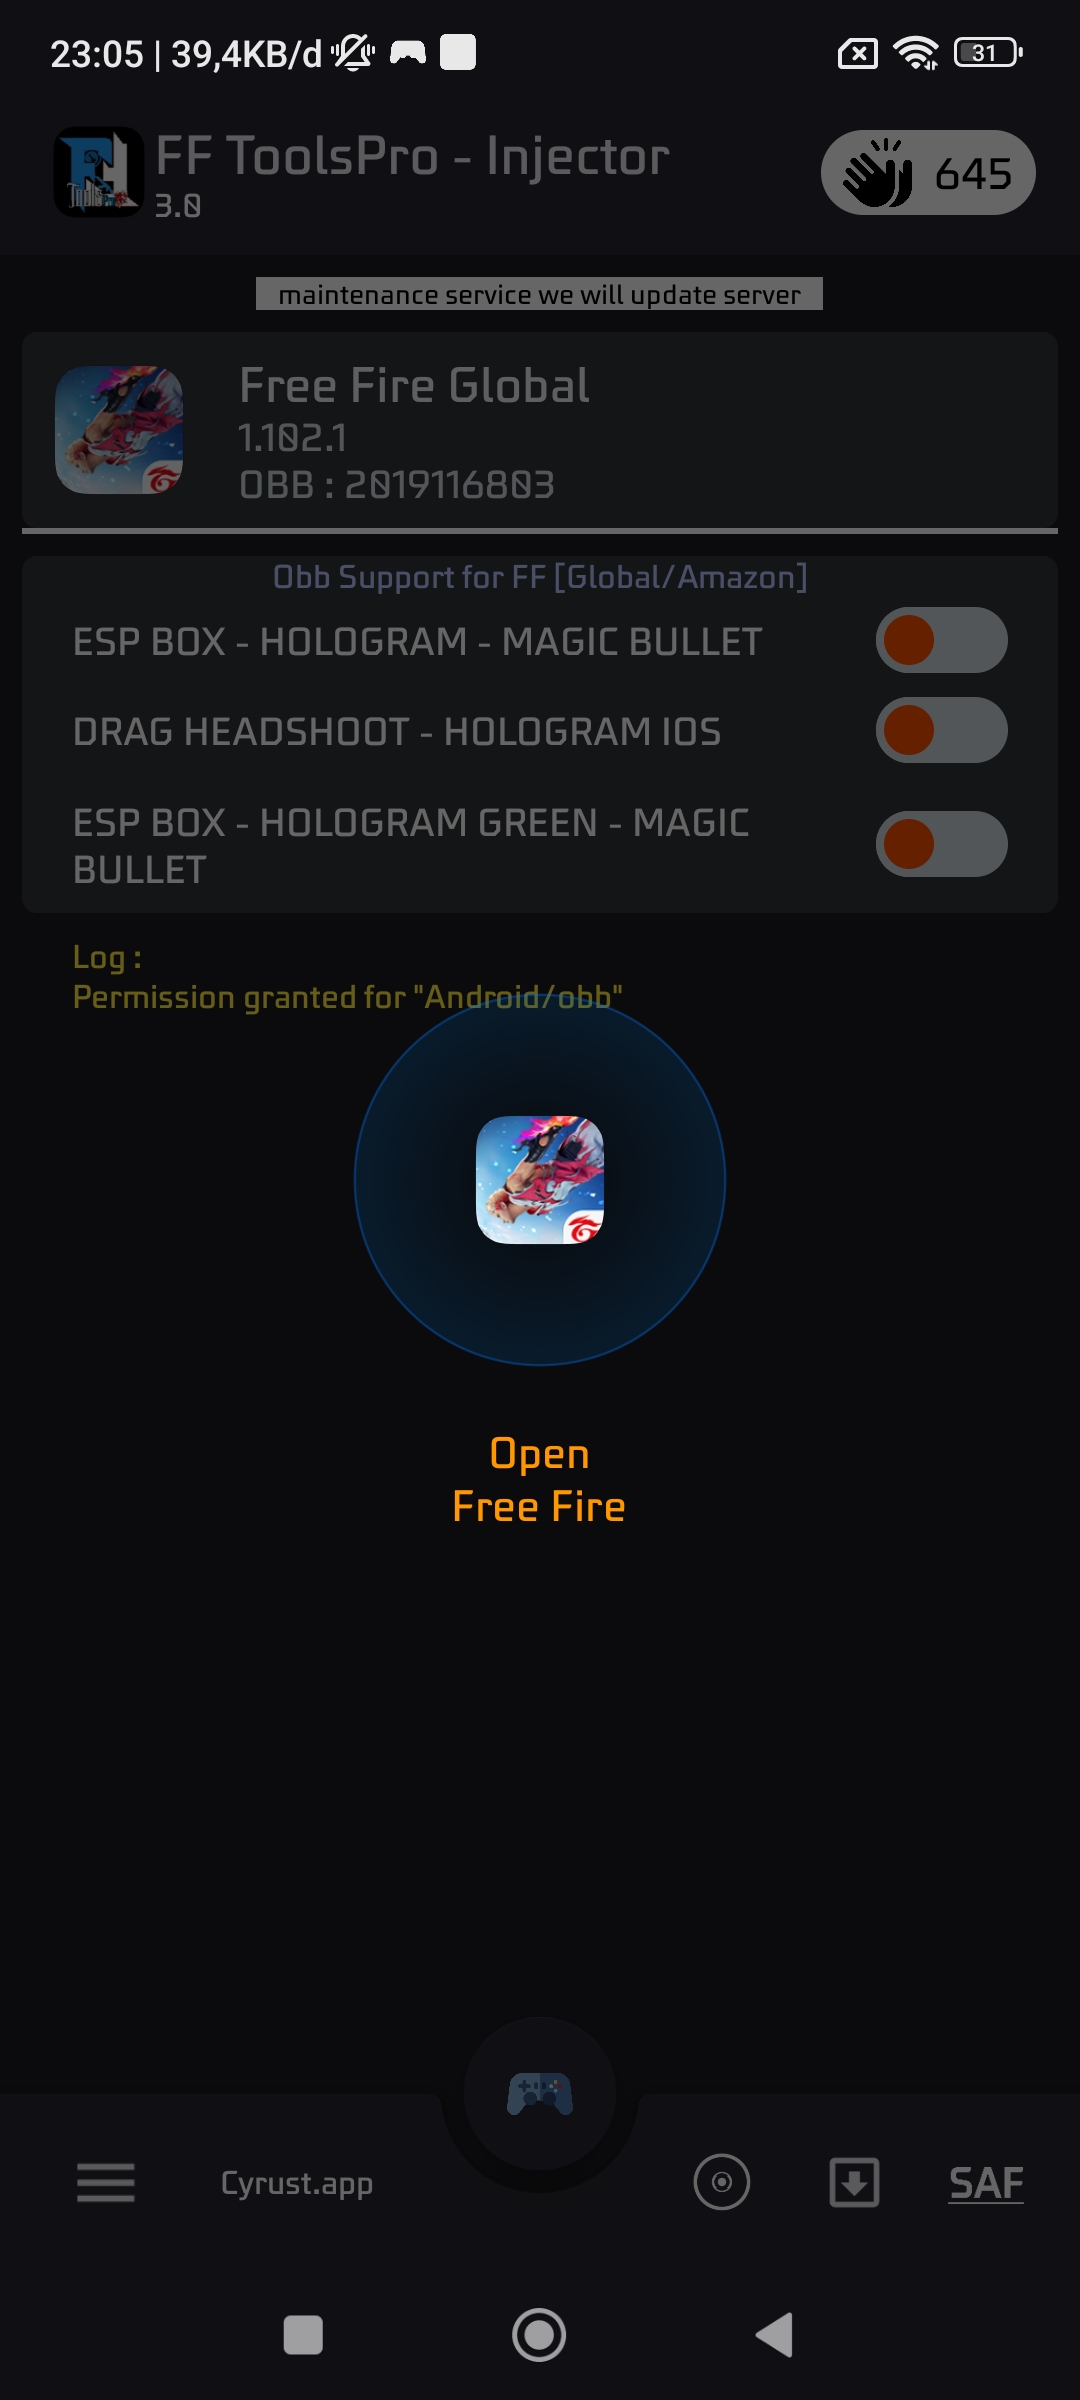 23:05 | 39,4KB/d
31
FF ToolsPro - Injector
3.0
645
maintenance service we will update server
Free Fire Global
1.102.1
OBB : 2019116803
Obb Support for FF [Global/Amazon]
ESP BOX - HOLOGRAM - MAGIC BULLET
DRAG HEADSHOOT - HOLOGRAM IOS
ESP BOX - HOLOGRAM GREEN - MAGIC
BULLET
Log :
Permission granted for "Android/obb"
Open
Free Fire
Cyrust.app
SAF